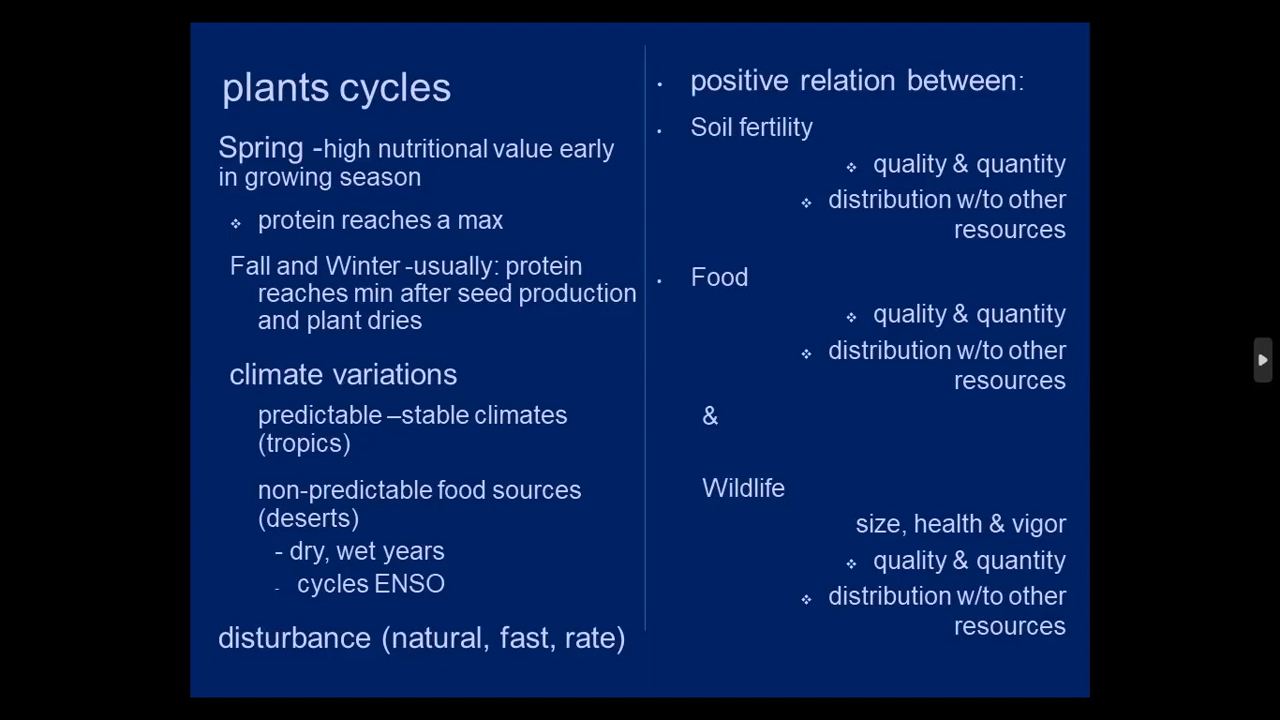 plants cycles
Spring -high nutritional value early
in growing season
❖ protein reaches a max
Fall and Winter -usually: protein
reaches min after seed production
and plant dries
climate variations
predictable –stable climates
(tropics)
non-predictable food sources
(deserts)
- dry, wet years
- cycles ENSO
disturbance (natural, fast, rate)
• positive relation between:
• Soil fertility
❖ quality & quantity
❖ distribution w/to other
resources
• Food
❖ quality & quantity
❖ distribution w/to other
resources
&
Wildlife
size, health & vigor
❖ quality & quantity
❖ distribution w/to other
resources